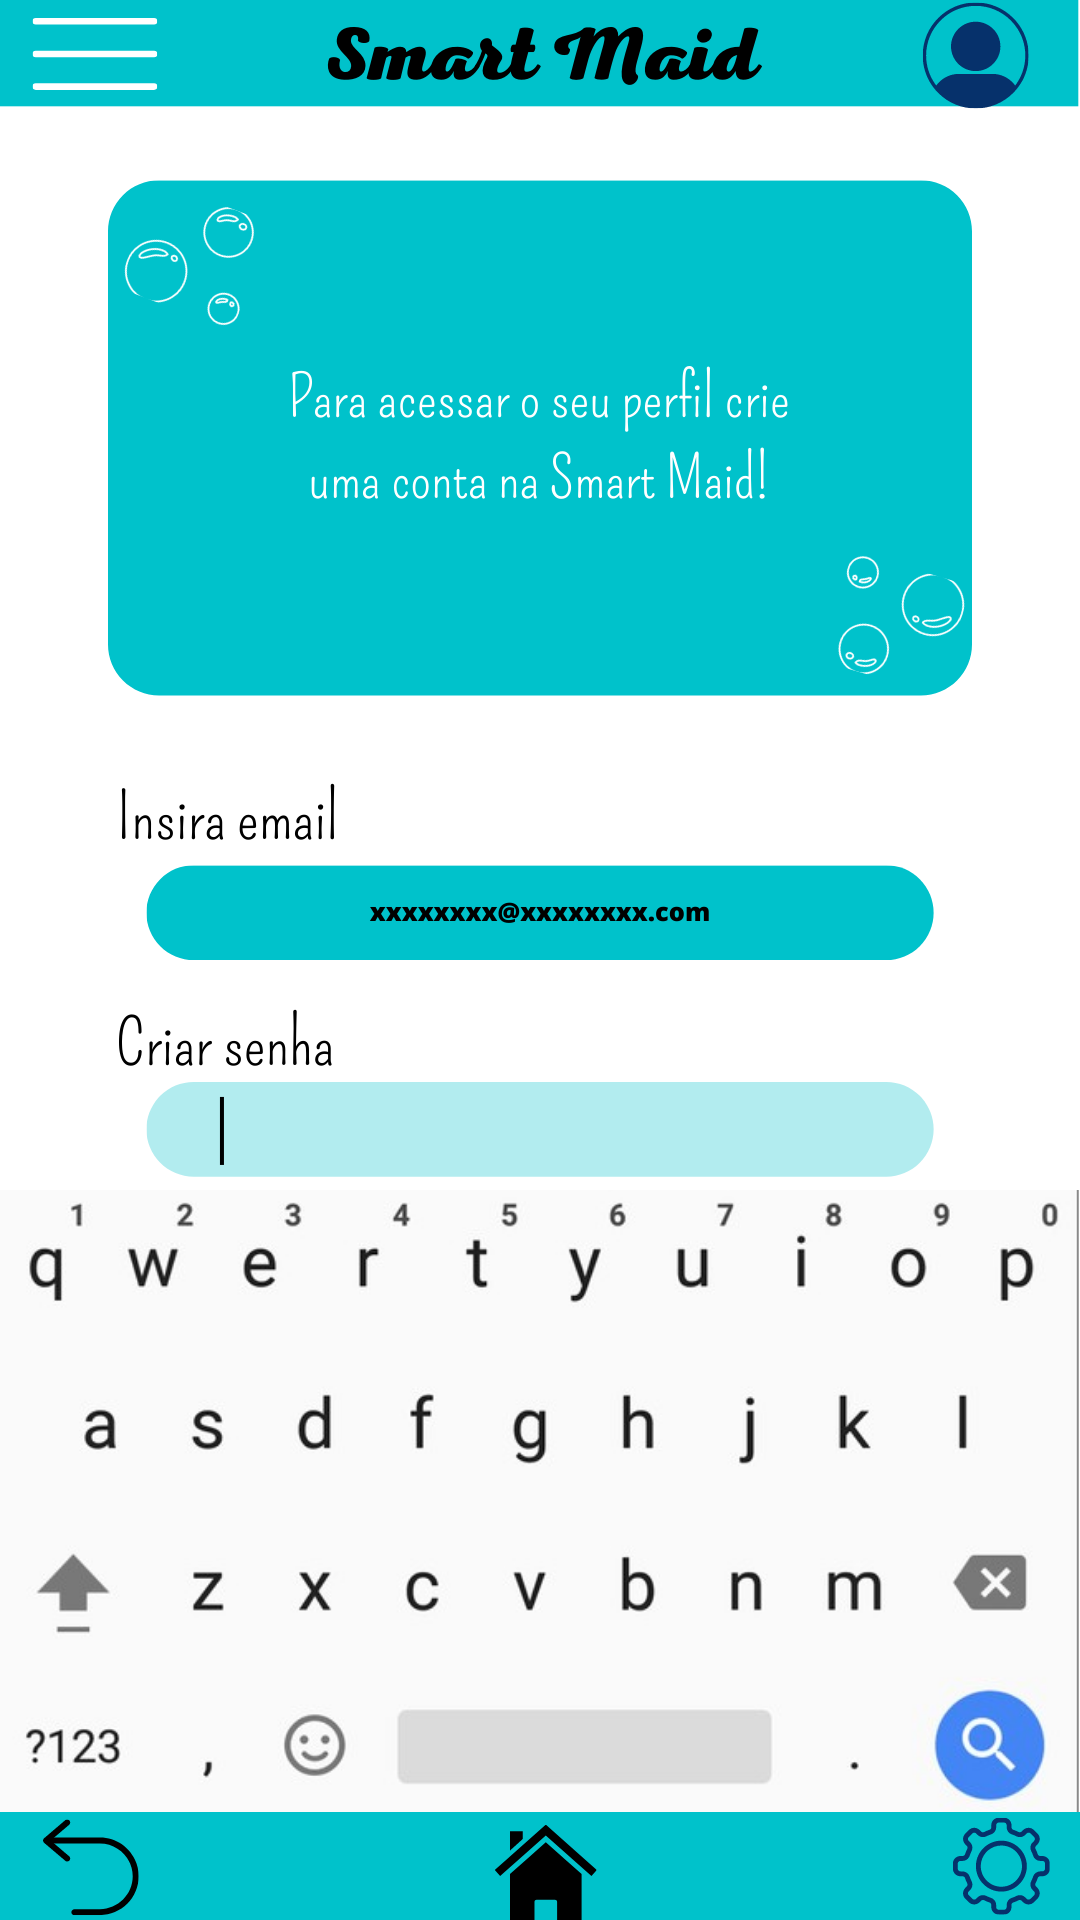 Smart Maid
Para acessar o seu perfil crie
uma conta na Smart Maid!
Insira email
xxxxxxxx@xxxxxxxx.com
Criar senha
1 2 3 4 5 6 7 8 9 0
q w e r t y u i o p
a s d f g h j k l
z x c v b n m
?123 , .